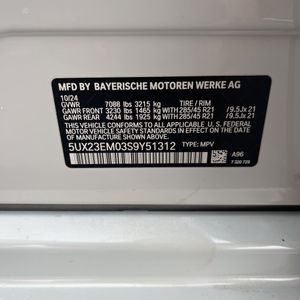 MFD BY BAYERISCHE MOTOREN WERKE AG
10/24
GVWR 7088 lbs 3215 kg TIRE / RIM
GAWR FRONT 3230 lbs 1465 kg 285/45 R21 /9.5Jx21
GAWR REAR 4244 lbs 1925 kg 285/45 R21 /9.5Jx21
THIS VEHICLE CONFORMS TO ALL APPLICABLE U.S. FEDERAL
MOTOR VEHICLE SAFETY STANDARDS IN EFFECT ON THE
DATE OF MANUFACTURE SHOWN ABOVE.
5UX23EM03S9Y51312 TYPE: MPV
A96